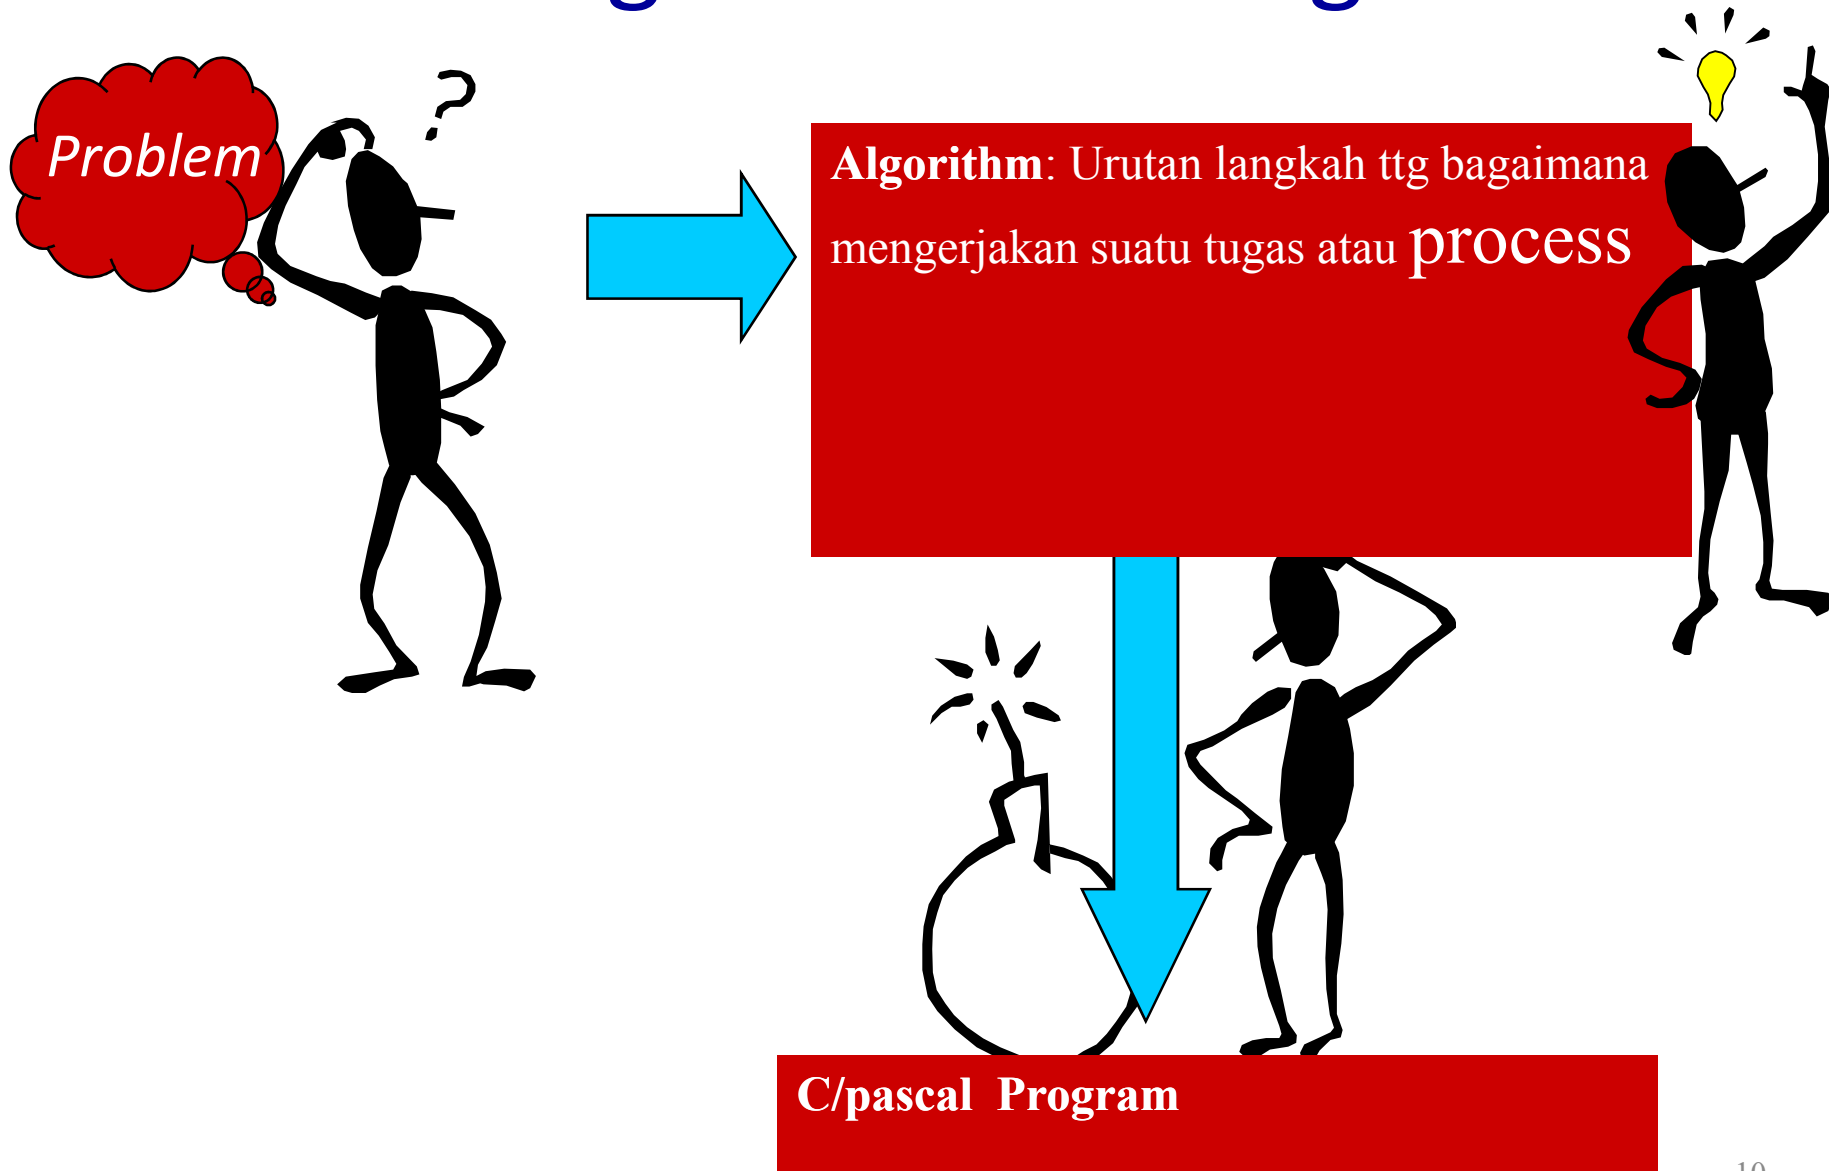 Problem
Algorithm: Urutan langkah ttg bagaimana
mengerjakan suatu tugas atau process
C/pascal  Program